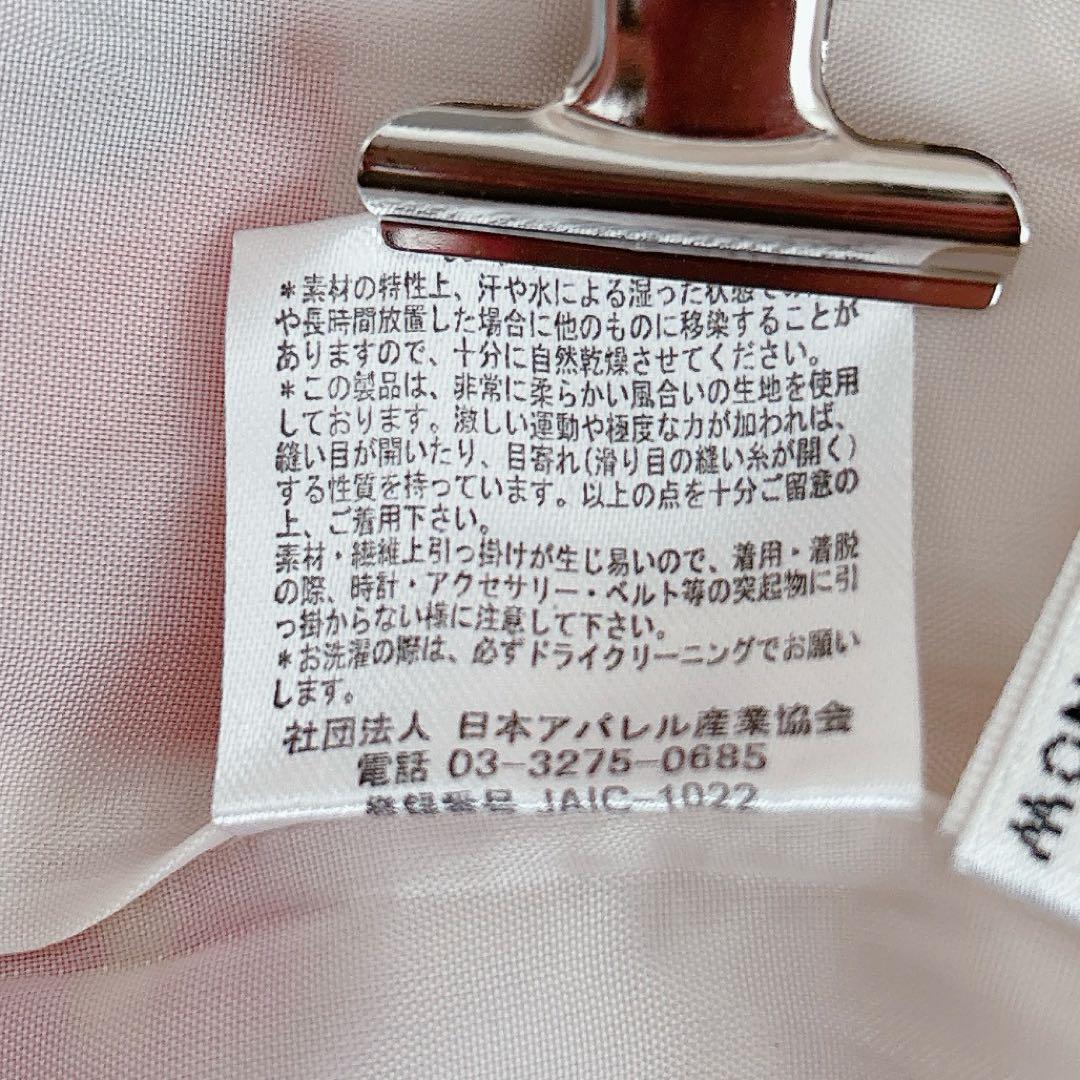 *素材の特性上、汗や水による湿った状態で
や長時間放置した場合に他のものに移染することが
ありますので、十分に自然乾燥させてください。
*この製品は、非常に柔らかい風合いの生地を使用
しております。激しい運動や極度な力が加われば、
縫い目が開いたり、目寄れ(滑り目の縫い糸が開く)
する性質を持っています。以上の点を十分ご留意の
上、ご着用下さい。
素材・繊維上引っ掛けが生じ易いので、着用・着脱
の際、時計・アクセサリー・ベルト等の突起物に引
っ掛からない様に注意して下さい。
*お洗濯の際は、必ずドライクリーニングでお願い
します。
社団法人 日本アパレル産業協会
電話 03-3275-0685
登録番号 JAIC-1022
MON